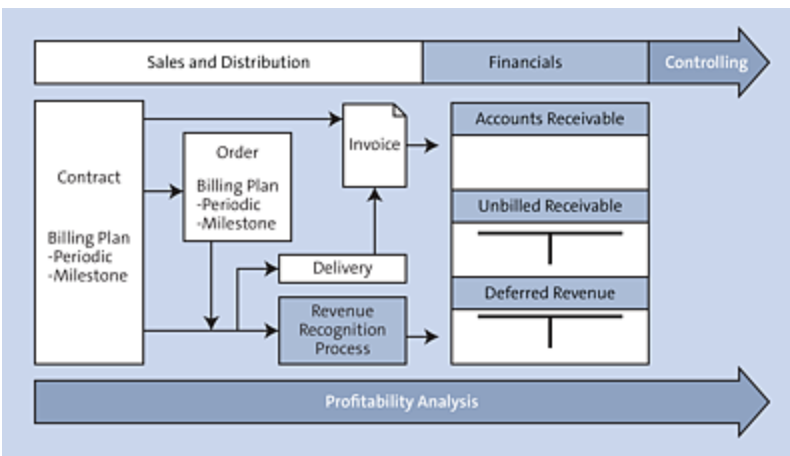 Sales and Distribution
Financials
Controlling
Contract
Billing Plan
-Periodic
-Milestone
Order
Billing Plan
-Periodic
-Milestone
Invoice
Delivery
Revenue
Recognition
Process
Accounts Receivable
Unbilled Receivable
Deferred Revenue
Profitability Analysis